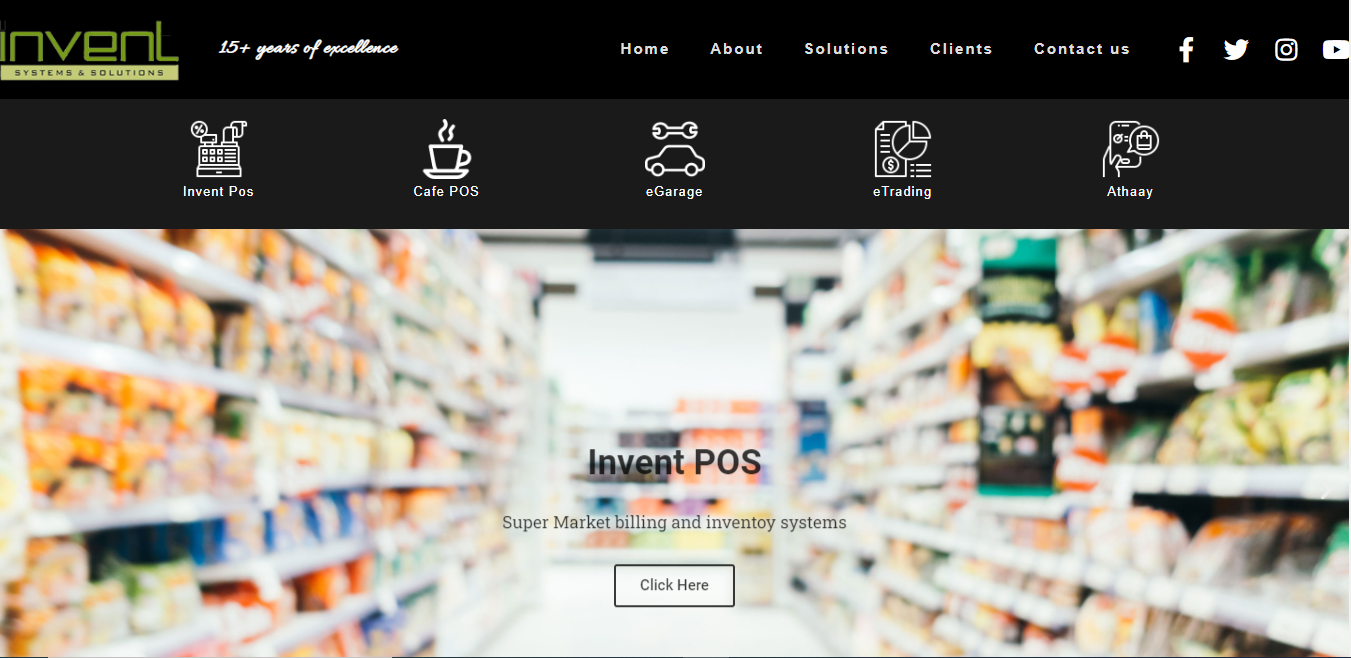 invent
SYSTEMS & SOLUTIONS
15+ years of excellence
Home About Solutions Clients Contact us
Invent Pos Cafe POS eGarage eTrading Athaay
Invent POS
Super Market billing and inventoy systems
Click Here